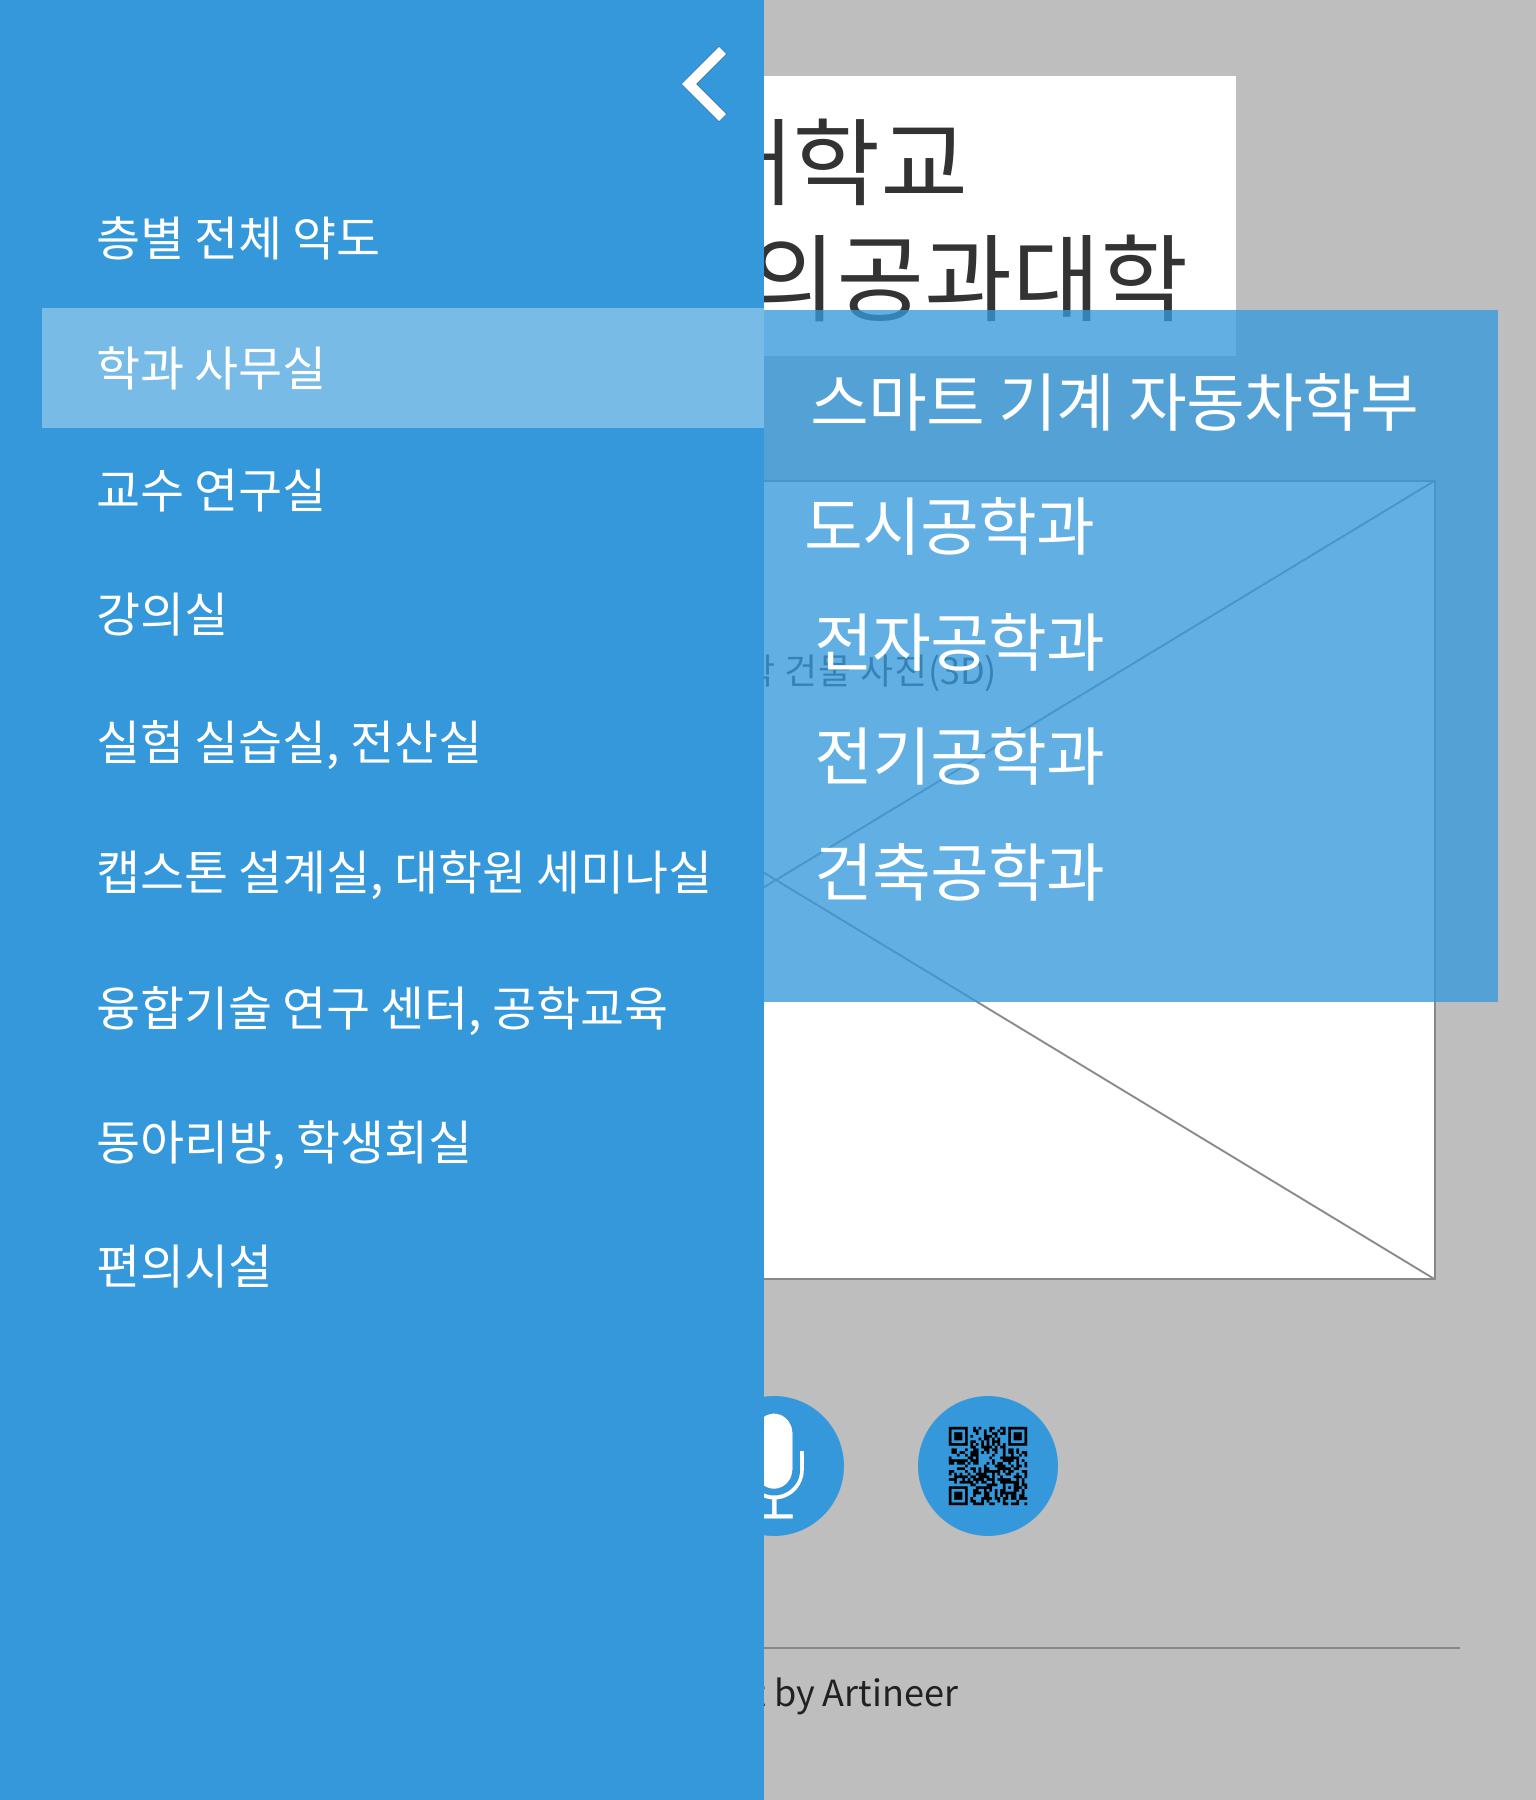 층별 전체 약도
학과 사무실
교수 연구실
강의실
실험 실습실, 전산실
캡스톤 설계실, 대학원 세미나실
융합기술 연구 센터, 공학교육
동아리방, 학생회실
편의시설
학교
의공과대학
스마트 기계 자동차학부
도시공학과
전자공학과
건물 사진(3D)
전기공학과
건축공학과
by Artineer